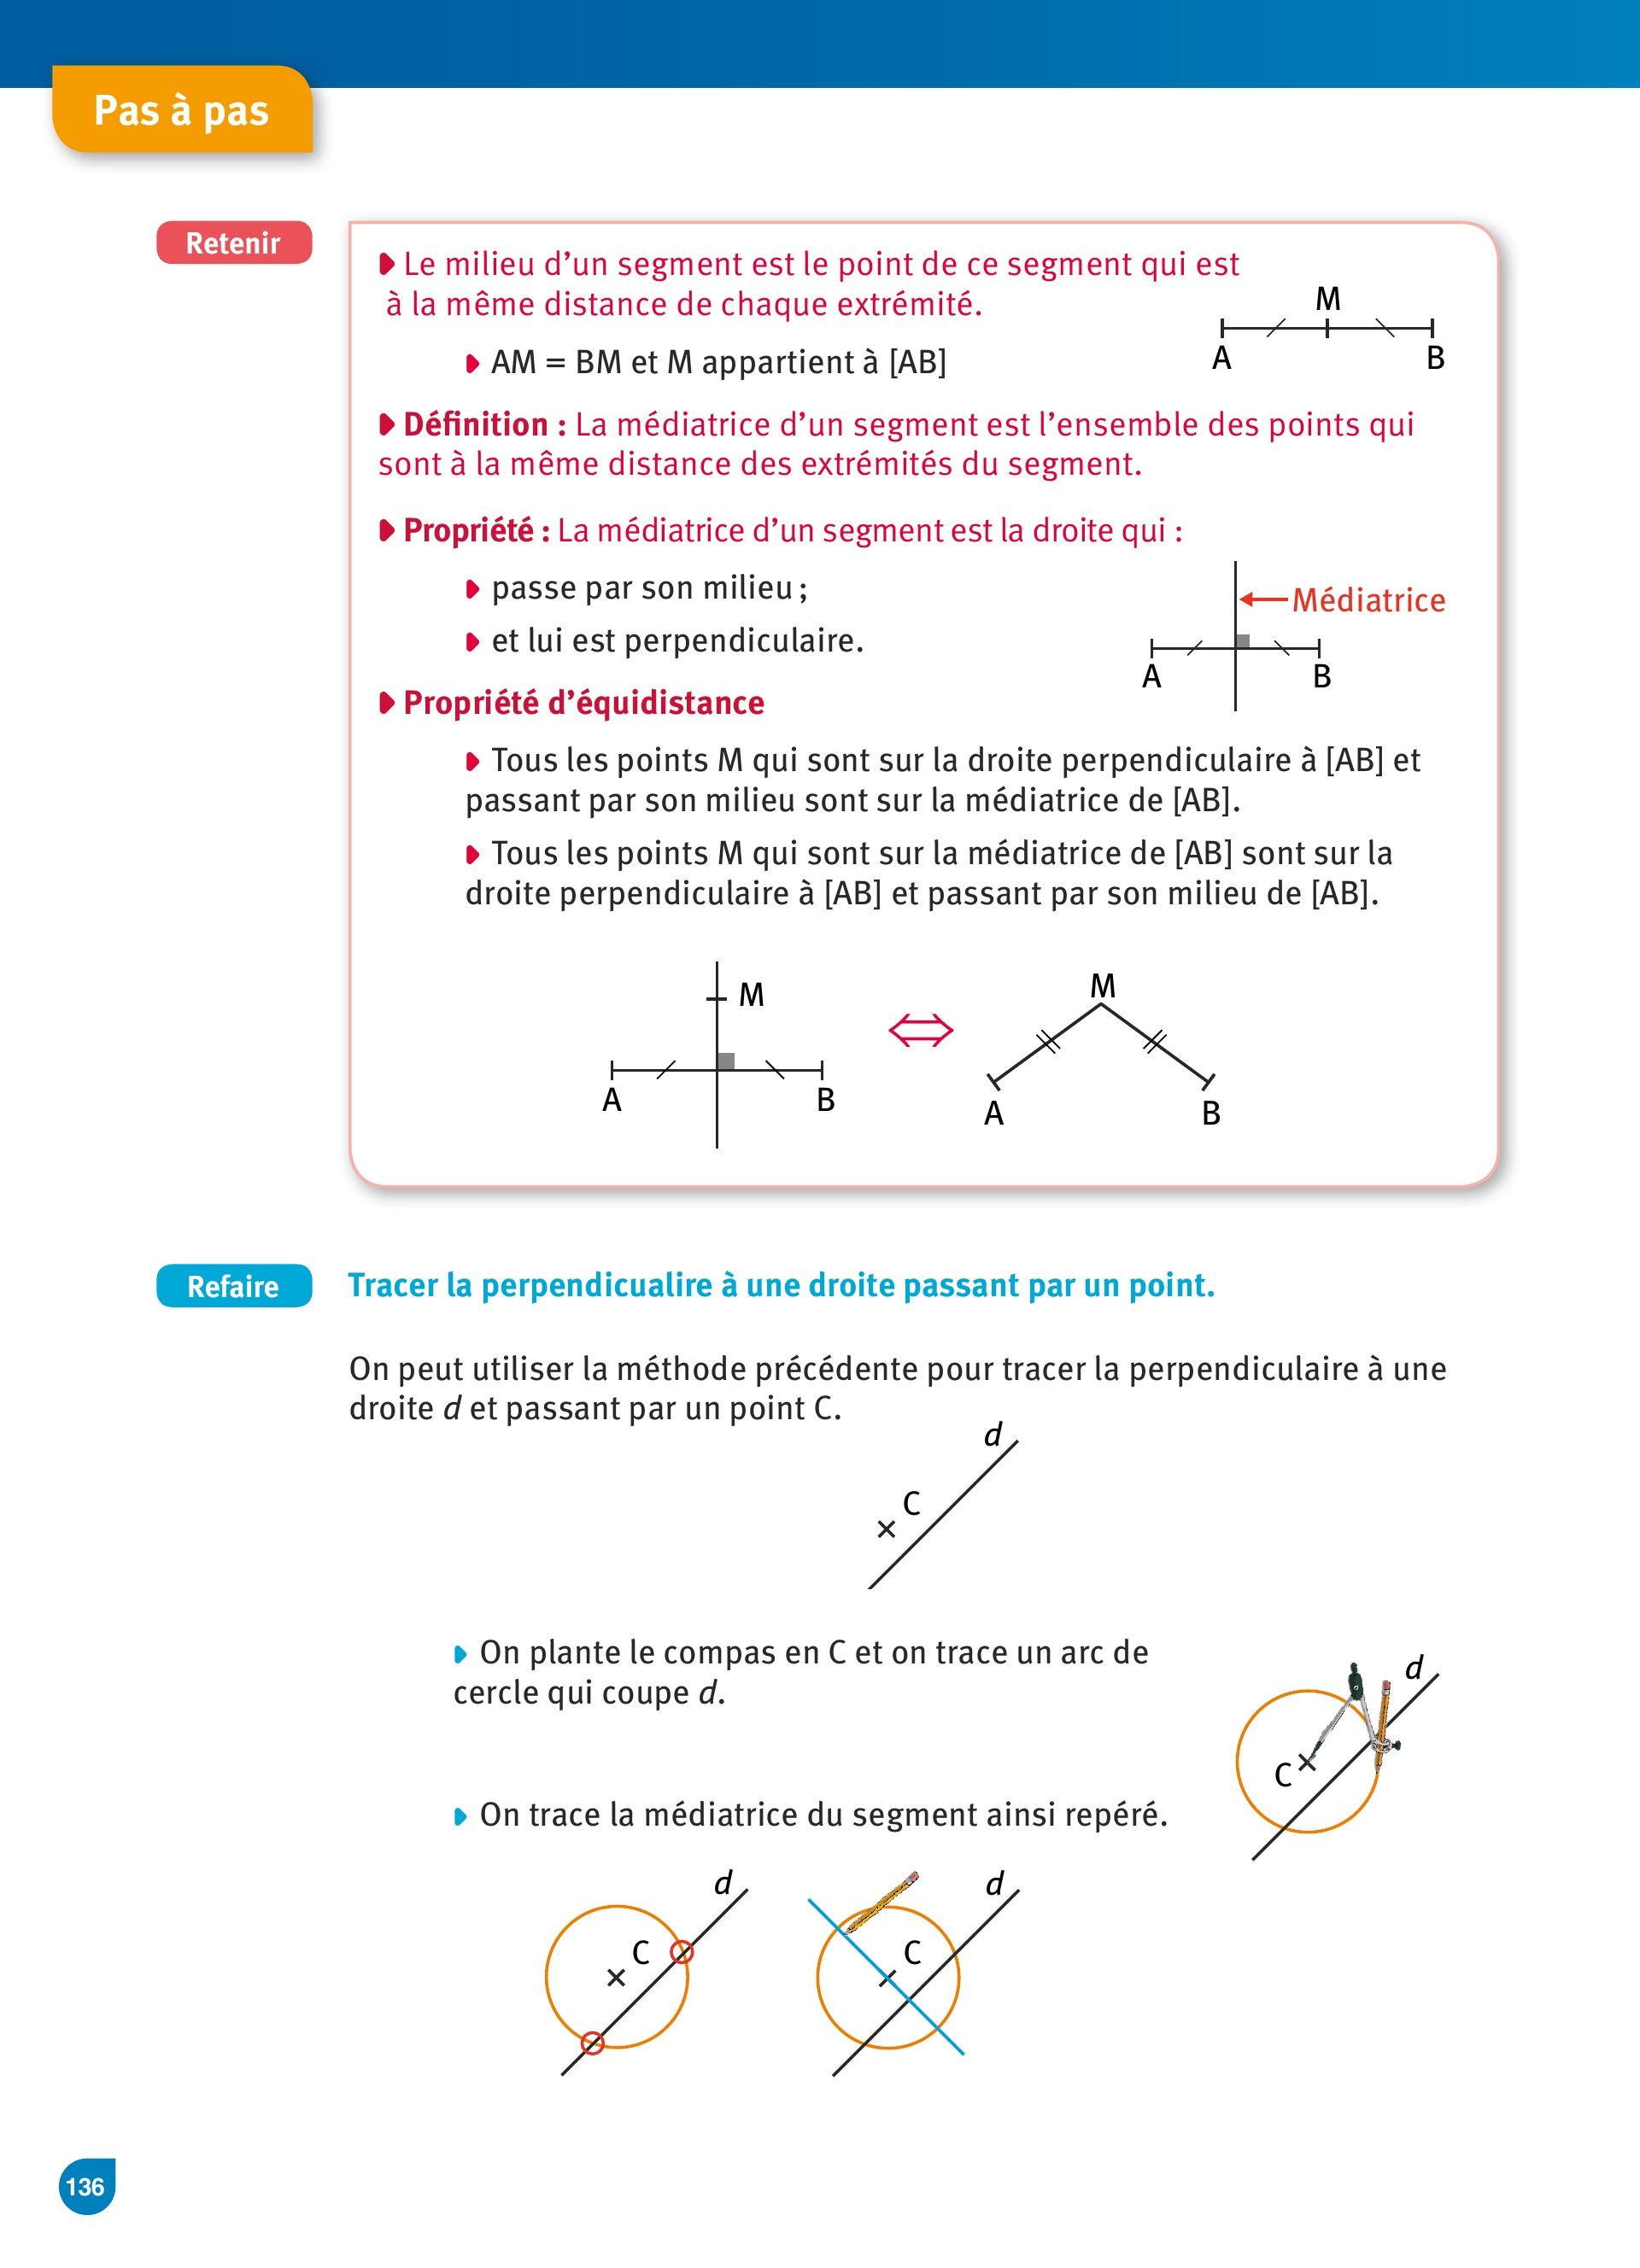 Pas à pas
Retenir
Le milieu d’un segment est le point de ce segment qui est
à la même distance de chaque extrémité.
M
A
B
AM = BM et M appartient à [AB]
Définition : La médiatrice d’un segment est l’ensemble des points qui
sont à la même distance des extrémités du segment.
Propriété : La médiatrice d’un segment est la droite qui :
passe par son milieu ;
Médiatrice
et lui est perpendiculaire.
A
B
Propriété d’équidistance
Tous les points M qui sont sur la droite perpendiculaire à [AB] et
passant par son milieu sont sur la médiatrice de [AB].
Tous les points M qui sont sur la médiatrice de [AB] sont sur la
droite perpendiculaire à [AB] et passant par son milieu de [AB].
M
A
B
M
A
B
Refaire
Tracer la perpendicualire à une droite passant par un point.
On peut utiliser la méthode précédente pour tracer la perpendiculaire à une
droite d et passant par un point C.
d
C
On plante le compas en C et on trace un arc de
cercle qui coupe d.
d
C
On trace la médiatrice du segment ainsi repéré.
d
C
d
C
136